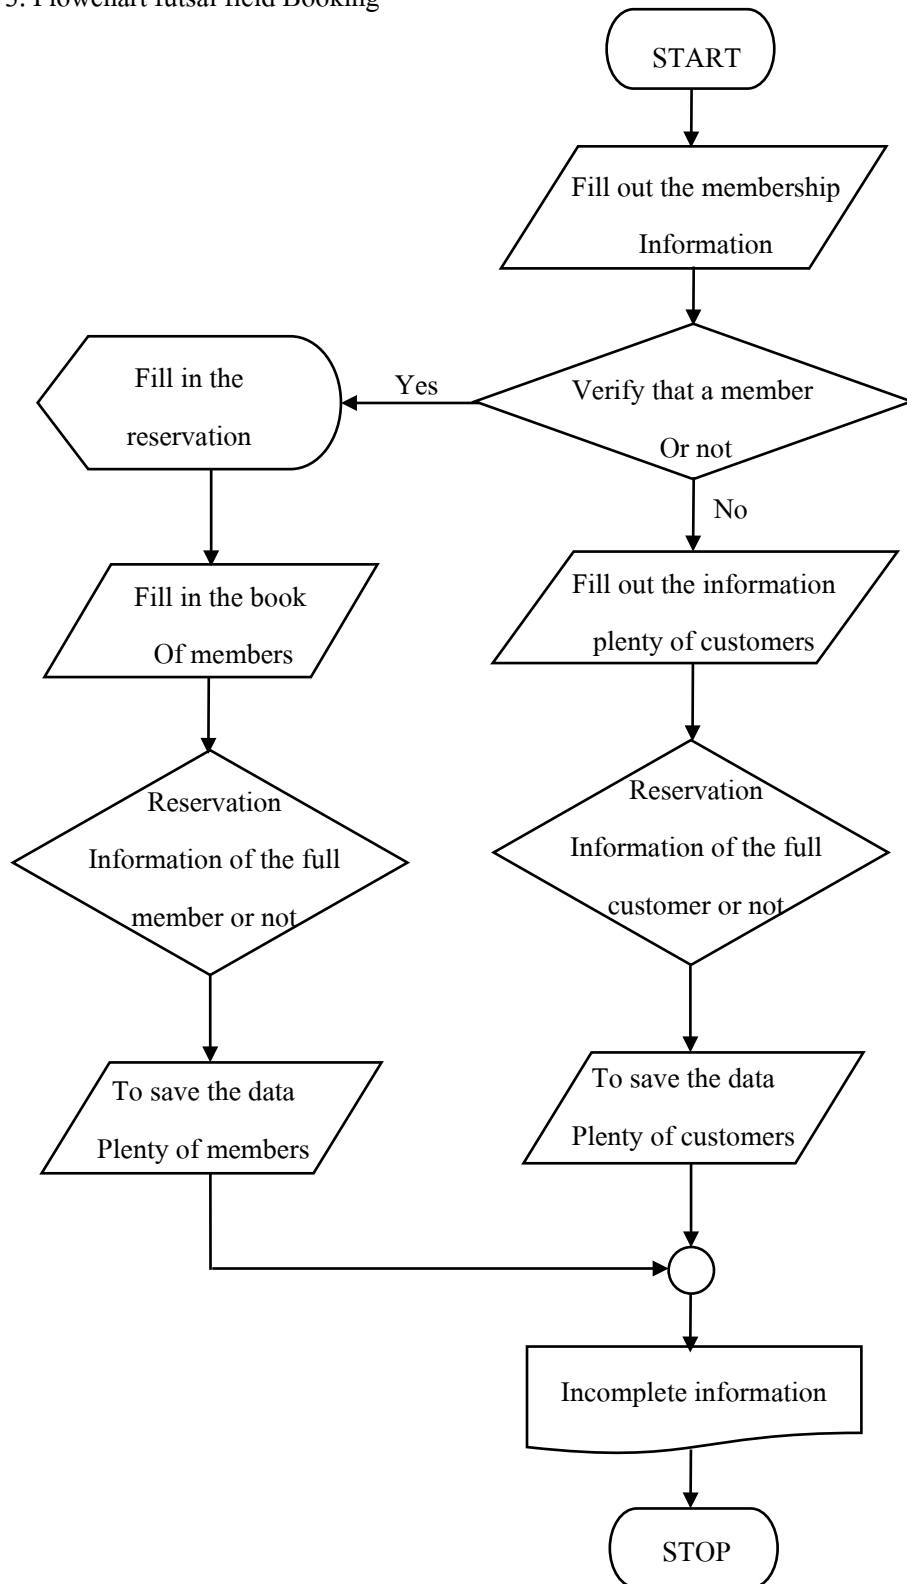 3. Flowchart futsal field Booking
START
Fill out the membership
Information
Verify that a member
Or not
Yes
Fill in the
reservation
No
Fill in the book
Of members
Fill out the information
plenty of customers
Reservation
Information of the full
member or not
Reservation
Information of the full
customer or not
To save the data
Plenty of members
To save the data
Plenty of customers
Incomplete information
STOP